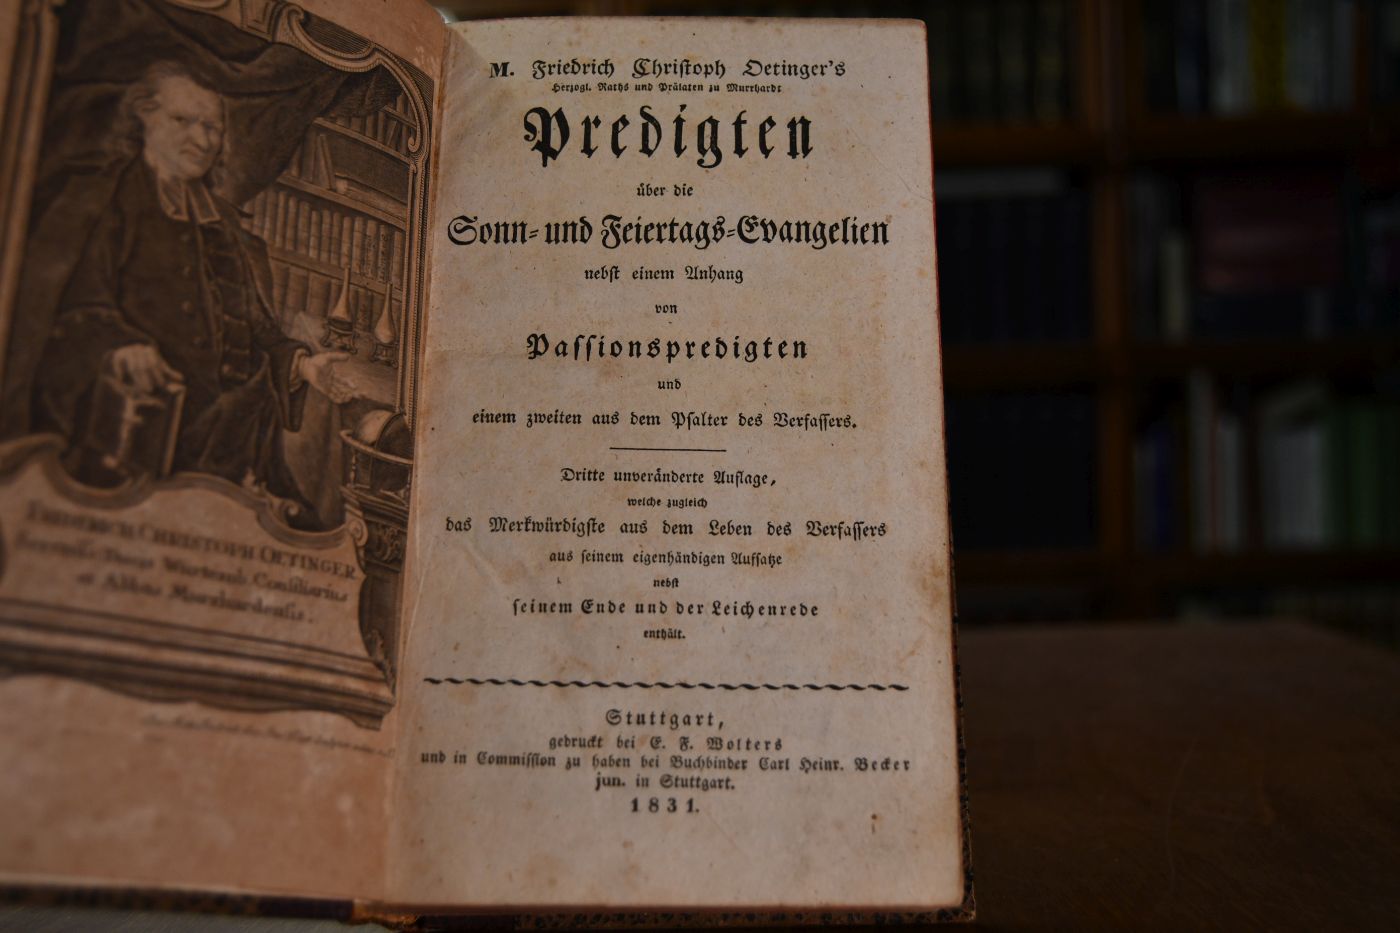 FRIDERICH CHRISTOPH OETINGER
Consiliarius
M. Friedrich Chriſtoph Oetinger's
Herzogl. Raths und Prälaten zu Murrhardt
Predigten
über die
Sonn- und Feiertags-Evangelien
nebſt einem Anhang
von
Paſſionspredigten
und
einem zweiten aus dem Pſalter des Verfaſſers.
Dritte unveränderte Auflage,
welche zugleich
das Merkwürdigſte aus dem Leben des Verfaſſers
aus ſeinem eigenhändigen Aufſatze
nebſt
ſeinem Ende und der Leichenrede
enthält.
Stuttgart,
gedruckt bei E. F. Wolters
und in Commiſſion zu haben bei Buchbinder Carl Heinr. Becker
jun. in Stuttgart.
1831.